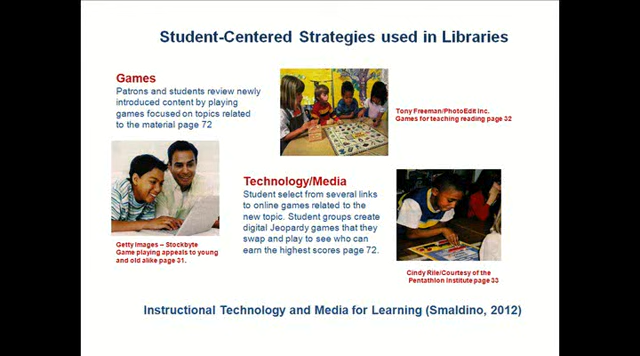 Student-Centered Strategies used in Libraries
Games
Patrons and students review newly
introduced content by playing
games focused on topics related
to the material page 72
Tony Freeman/PhotoEdit Inc.
Games for teaching reading page 32
Getty Images – Stockbyte
Game playing appeals to young
and old alike page 31.
Technology/Media
Student select from several links
to online games related to the
new topic. Student groups create
digital Jeopardy games that they
swap and play to see who can
earn the highest scores page 72.
Cindy Rile/Courtesy of the
Pentathlon Institute page 33
Instructional Technology and Media for Learning (Smaldino, 2012)